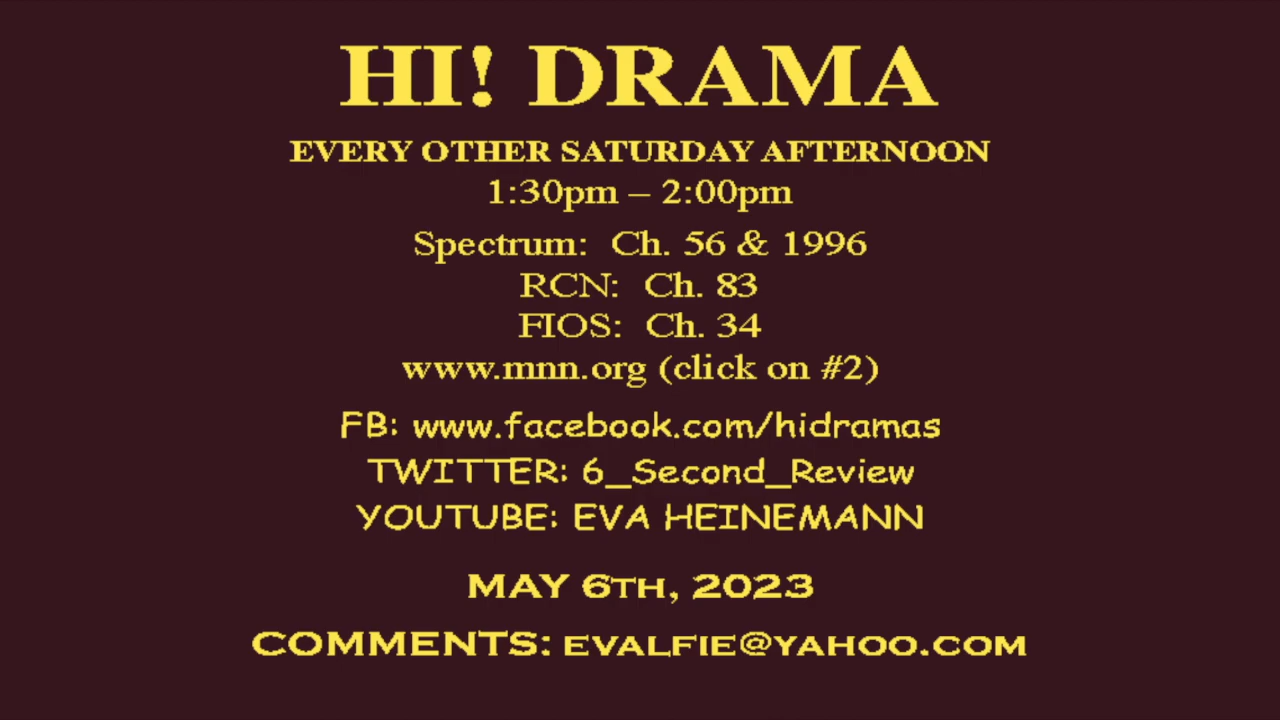 HI! DRAMA
EVERY OTHER SATURDAY AFTERNOON
1:30pm – 2:00pm
Spectrum: Ch. 56 & 1996
RCN: Ch. 83
FIOS: Ch. 34
www.mnn.org (click on #2)
FB: www.facebook.com/hidramas
TWITTER: 6_Second_Review
YOUTUBE: EVA HEINEMANN
MAY 6TH, 2023
COMMENTS: EVALFIE@YAHOO.COM